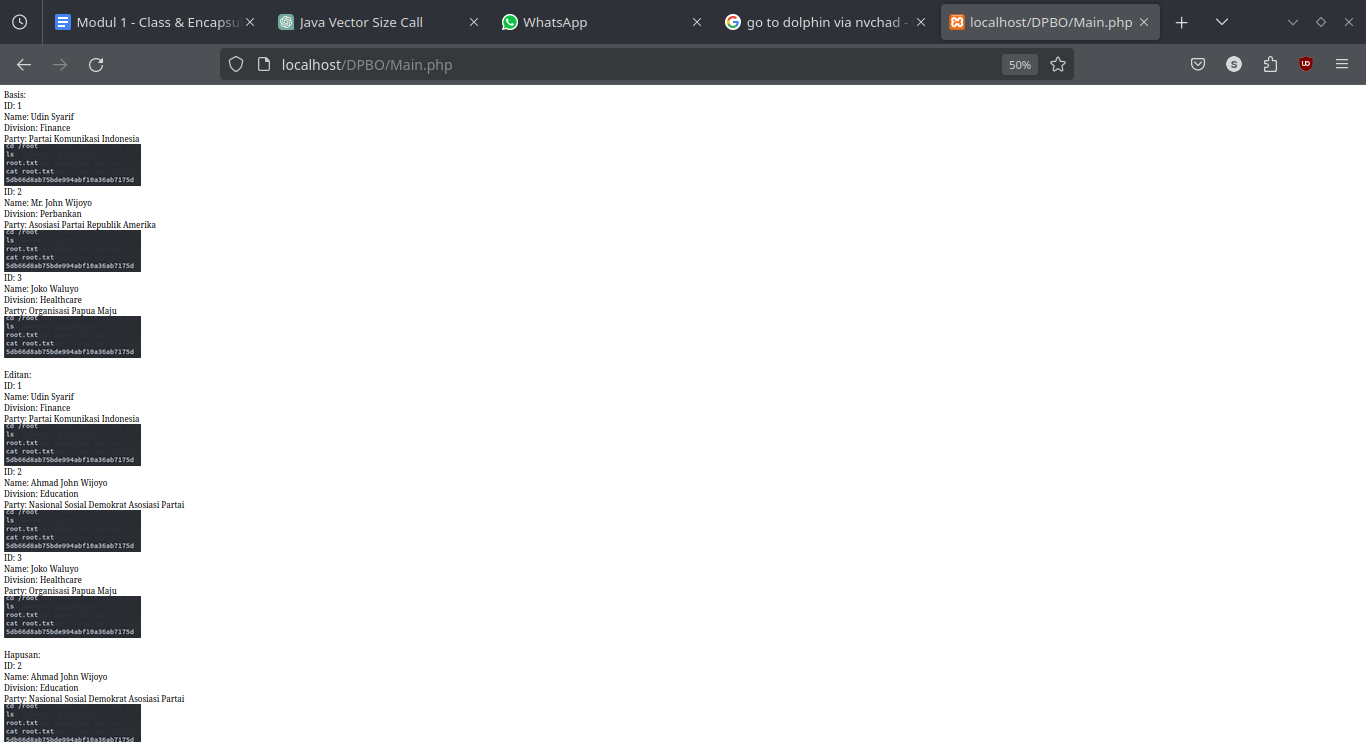 Modul 1 - Class & Encapsu
Java Vector Size Call
WhatsApp
go to dolphin via nvchad -
localhost/DPBO/Main.php
localhost/DPBO/Main.php
50%
S
Basis:
ID: 1
Name: Udin Syarif
Division: Finance
Party: Partai Komunikasi Indonesia
cd /root
ls
root.txt
cat root.txt
5db66d8ab75bde994abf10a36ab7175d
ID: 2
Name: Mr. John Wijoyo
Division: Perbankan
Party: Asosiasi Partai Republik Amerika
cd /root
ls
root.txt
cat root.txt
5db66d8ab75bde994abf10a36ab7175d
ID: 3
Name: Joko Waluyo
Division: Healthcare
Party: Organisasi Papua Maju
cd /root
ls
root.txt
cat root.txt
5db66d8ab75bde994abf10a36ab7175d
Editan:
ID: 1
Name: Udin Syarif
Division: Finance
Party: Partai Komunikasi Indonesia
cd /root
ls
root.txt
cat root.txt
5db66d8ab75bde994abf10a36ab7175d
ID: 2
Name: Ahmad John Wijoyo
Division: Education
Party: Nasional Sosial Demokrat Asosiasi Partai
cd /root
ls
root.txt
cat root.txt
5db66d8ab75bde994abf10a36ab7175d
ID: 3
Name: Joko Waluyo
Division: Healthcare
Party: Organisasi Papua Maju
cd /root
ls
root.txt
cat root.txt
5db66d8ab75bde994abf10a36ab7175d
Hapusan:
ID: 2
Name: Ahmad John Wijoyo
Division: Education
Party: Nasional Sosial Demokrat Asosiasi Partai
cd /root
ls
root.txt
cat root.txt